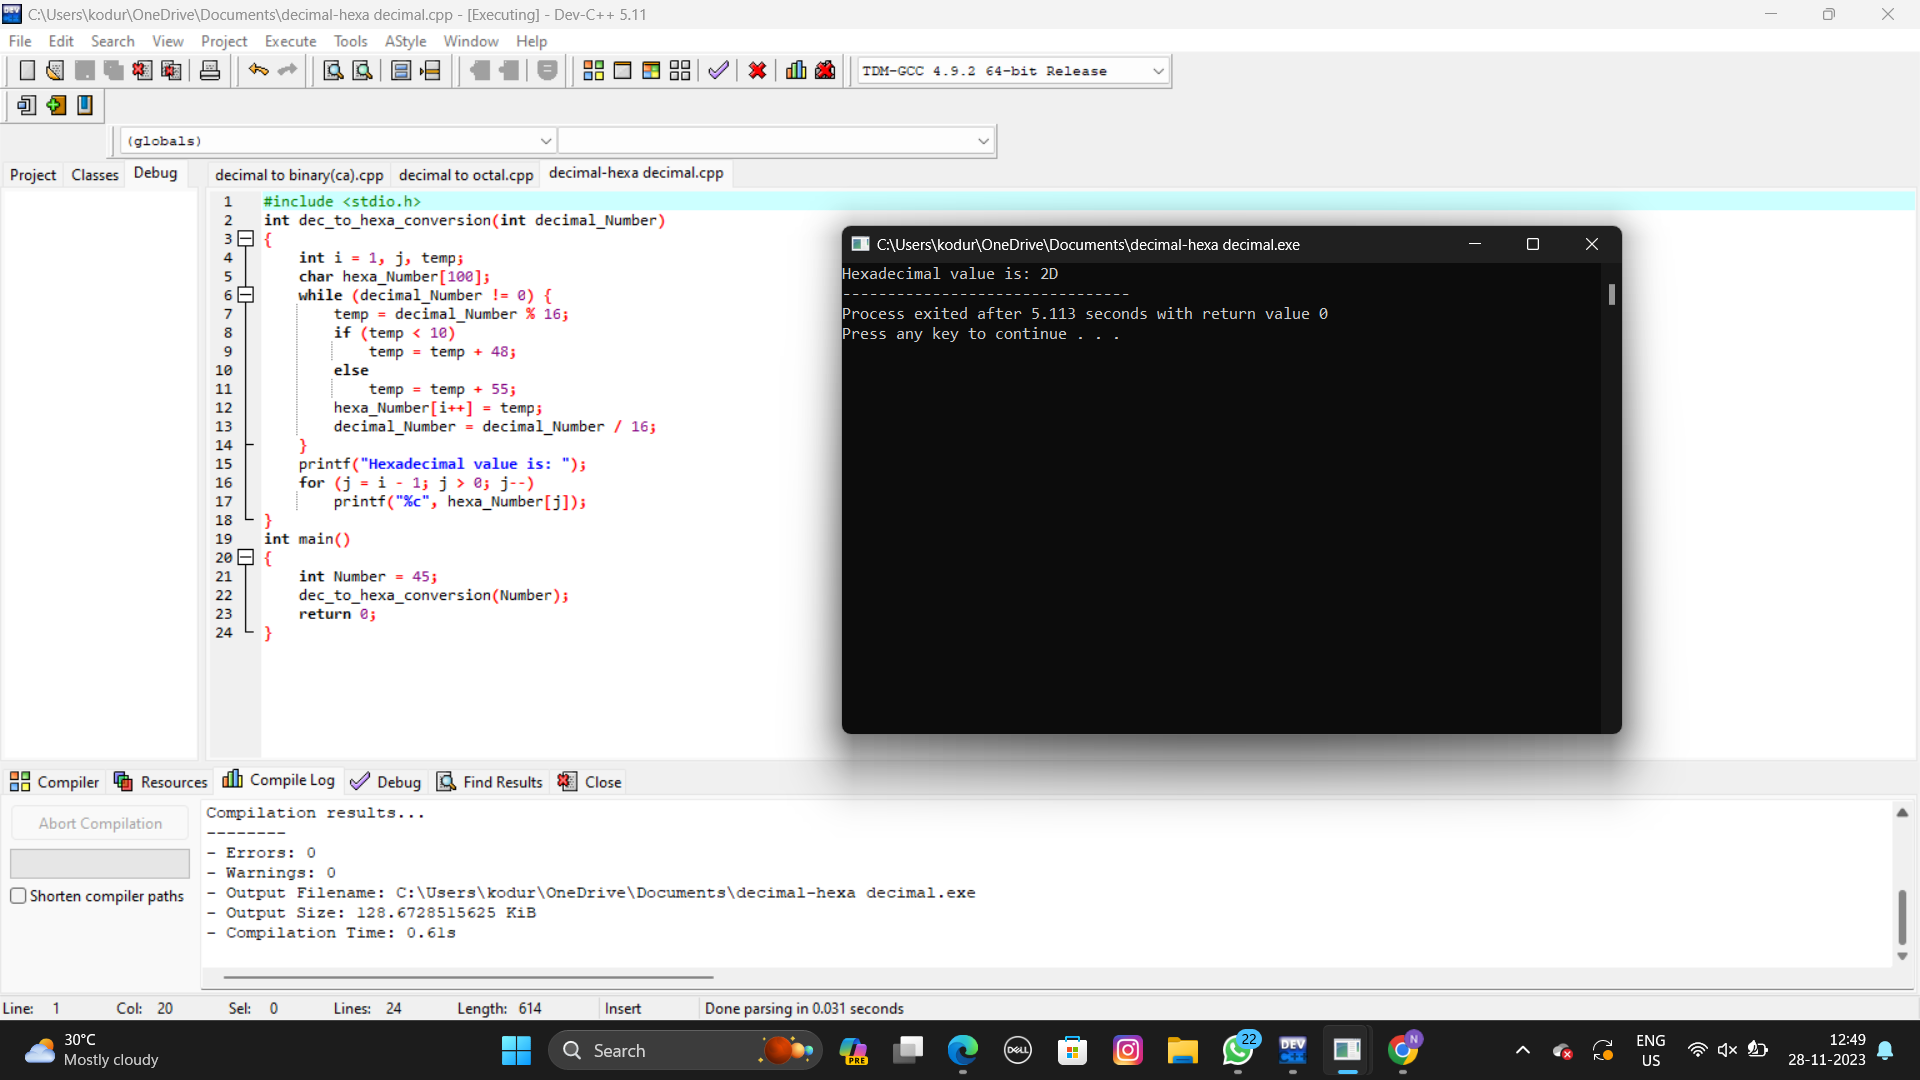 C:\Users\kodur\OneDrive\Documents\decimal-hexa decimal.cpp - [Executing] - Dev-C++ 5.11
File Edit Search View Project Execute Tools AStyle Window Help
TDM-GCC 4.9.2 64-bit Release
(globals)
Project Classes Debug
decimal to binary(ca).cpp decimal to octal.cpp decimal-hexa decimal.cpp
1 #include <stdio.h>
2 int dec_to_hexa_conversion(int decimal_Number)
3 {
4 int i = 1, j, temp;
5 char hexa_Number[100];
6 while (decimal_Number != 0) {
7 temp = decimal_Number % 16;
8 if (temp < 10)
9 temp = temp + 48;
10 else
11 temp = temp + 55;
12 hexa_Number[i++] = temp;
13 decimal_Number = decimal_Number / 16;
14 }
15 printf("Hexadecimal value is: ");
16 for (j = i - 1; j > 0; j--)
17 printf("%c", hexa_Number[j]);
18 }
19 int main()
20 {
21 int Number = 45;
22 dec_to_hexa_conversion(Number);
23 return 0;
24 }
C:\Users\kodur\OneDrive\Documents\decimal-hexa decimal.exe
Hexadecimal value is: 2D
--------------------------------
Process exited after 5.113 seconds with return value 0
Press any key to continue . . .
Compiler Resources Compile Log Debug Find Results Close
Abort Compilation
Shorten compiler paths
Compilation results...
--------
- Errors: 0
- Warnings: 0
- Output Filename: C:\Users\kodur\OneDrive\Documents\decimal-hexa decimal.exe
- Output Size: 128.6728515625 KiB
- Compilation Time: 0.61s
Line: 1 Col: 20 Sel: 0 Lines: 24 Length: 614 Insert Done parsing in 0.031 seconds
30°C
Mostly cloudy
Search
PRE
DELL
22
DEV
C++
N
ENG
US
12:49
28-11-2023